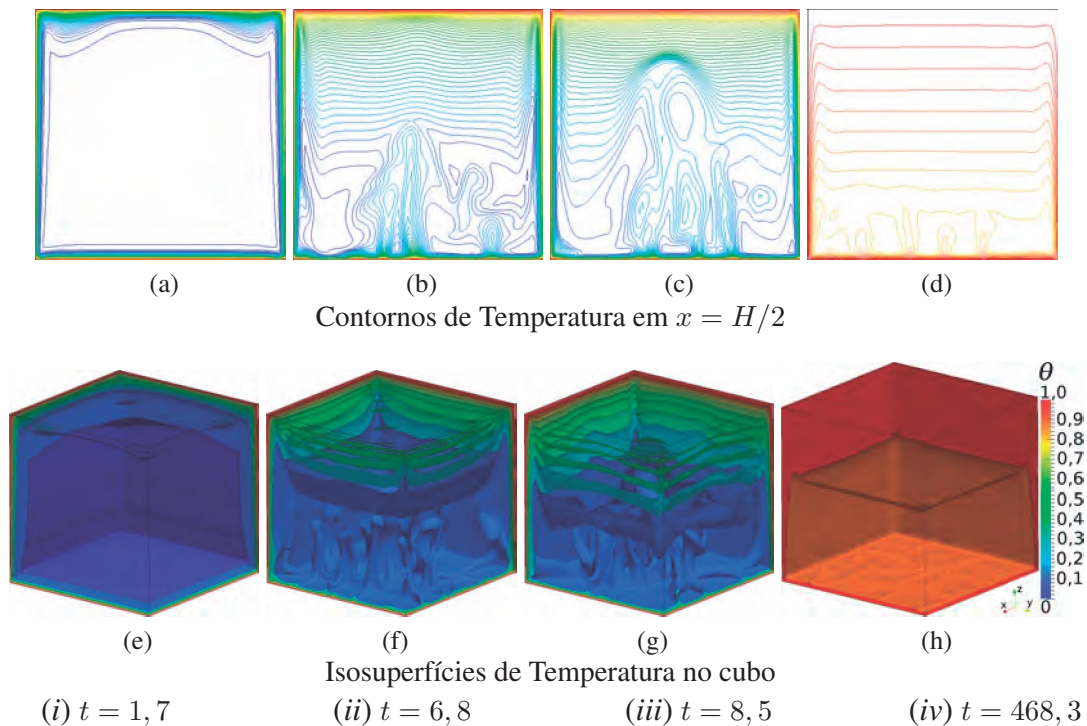 (a) (b) (c) (d)
Contornos de Temperatura em x = H/2
θ
1,0
0,90
0,8
0,7
0,6
0,5
0,4
0,3
0,2
0,1
0
z
x y
(e) (f) (g) (h)
Isosuperfícies de Temperatura no cubo
(i) t = 1, 7 (ii) t = 6, 8 (iii) t = 8, 5 (iv) t = 468, 3